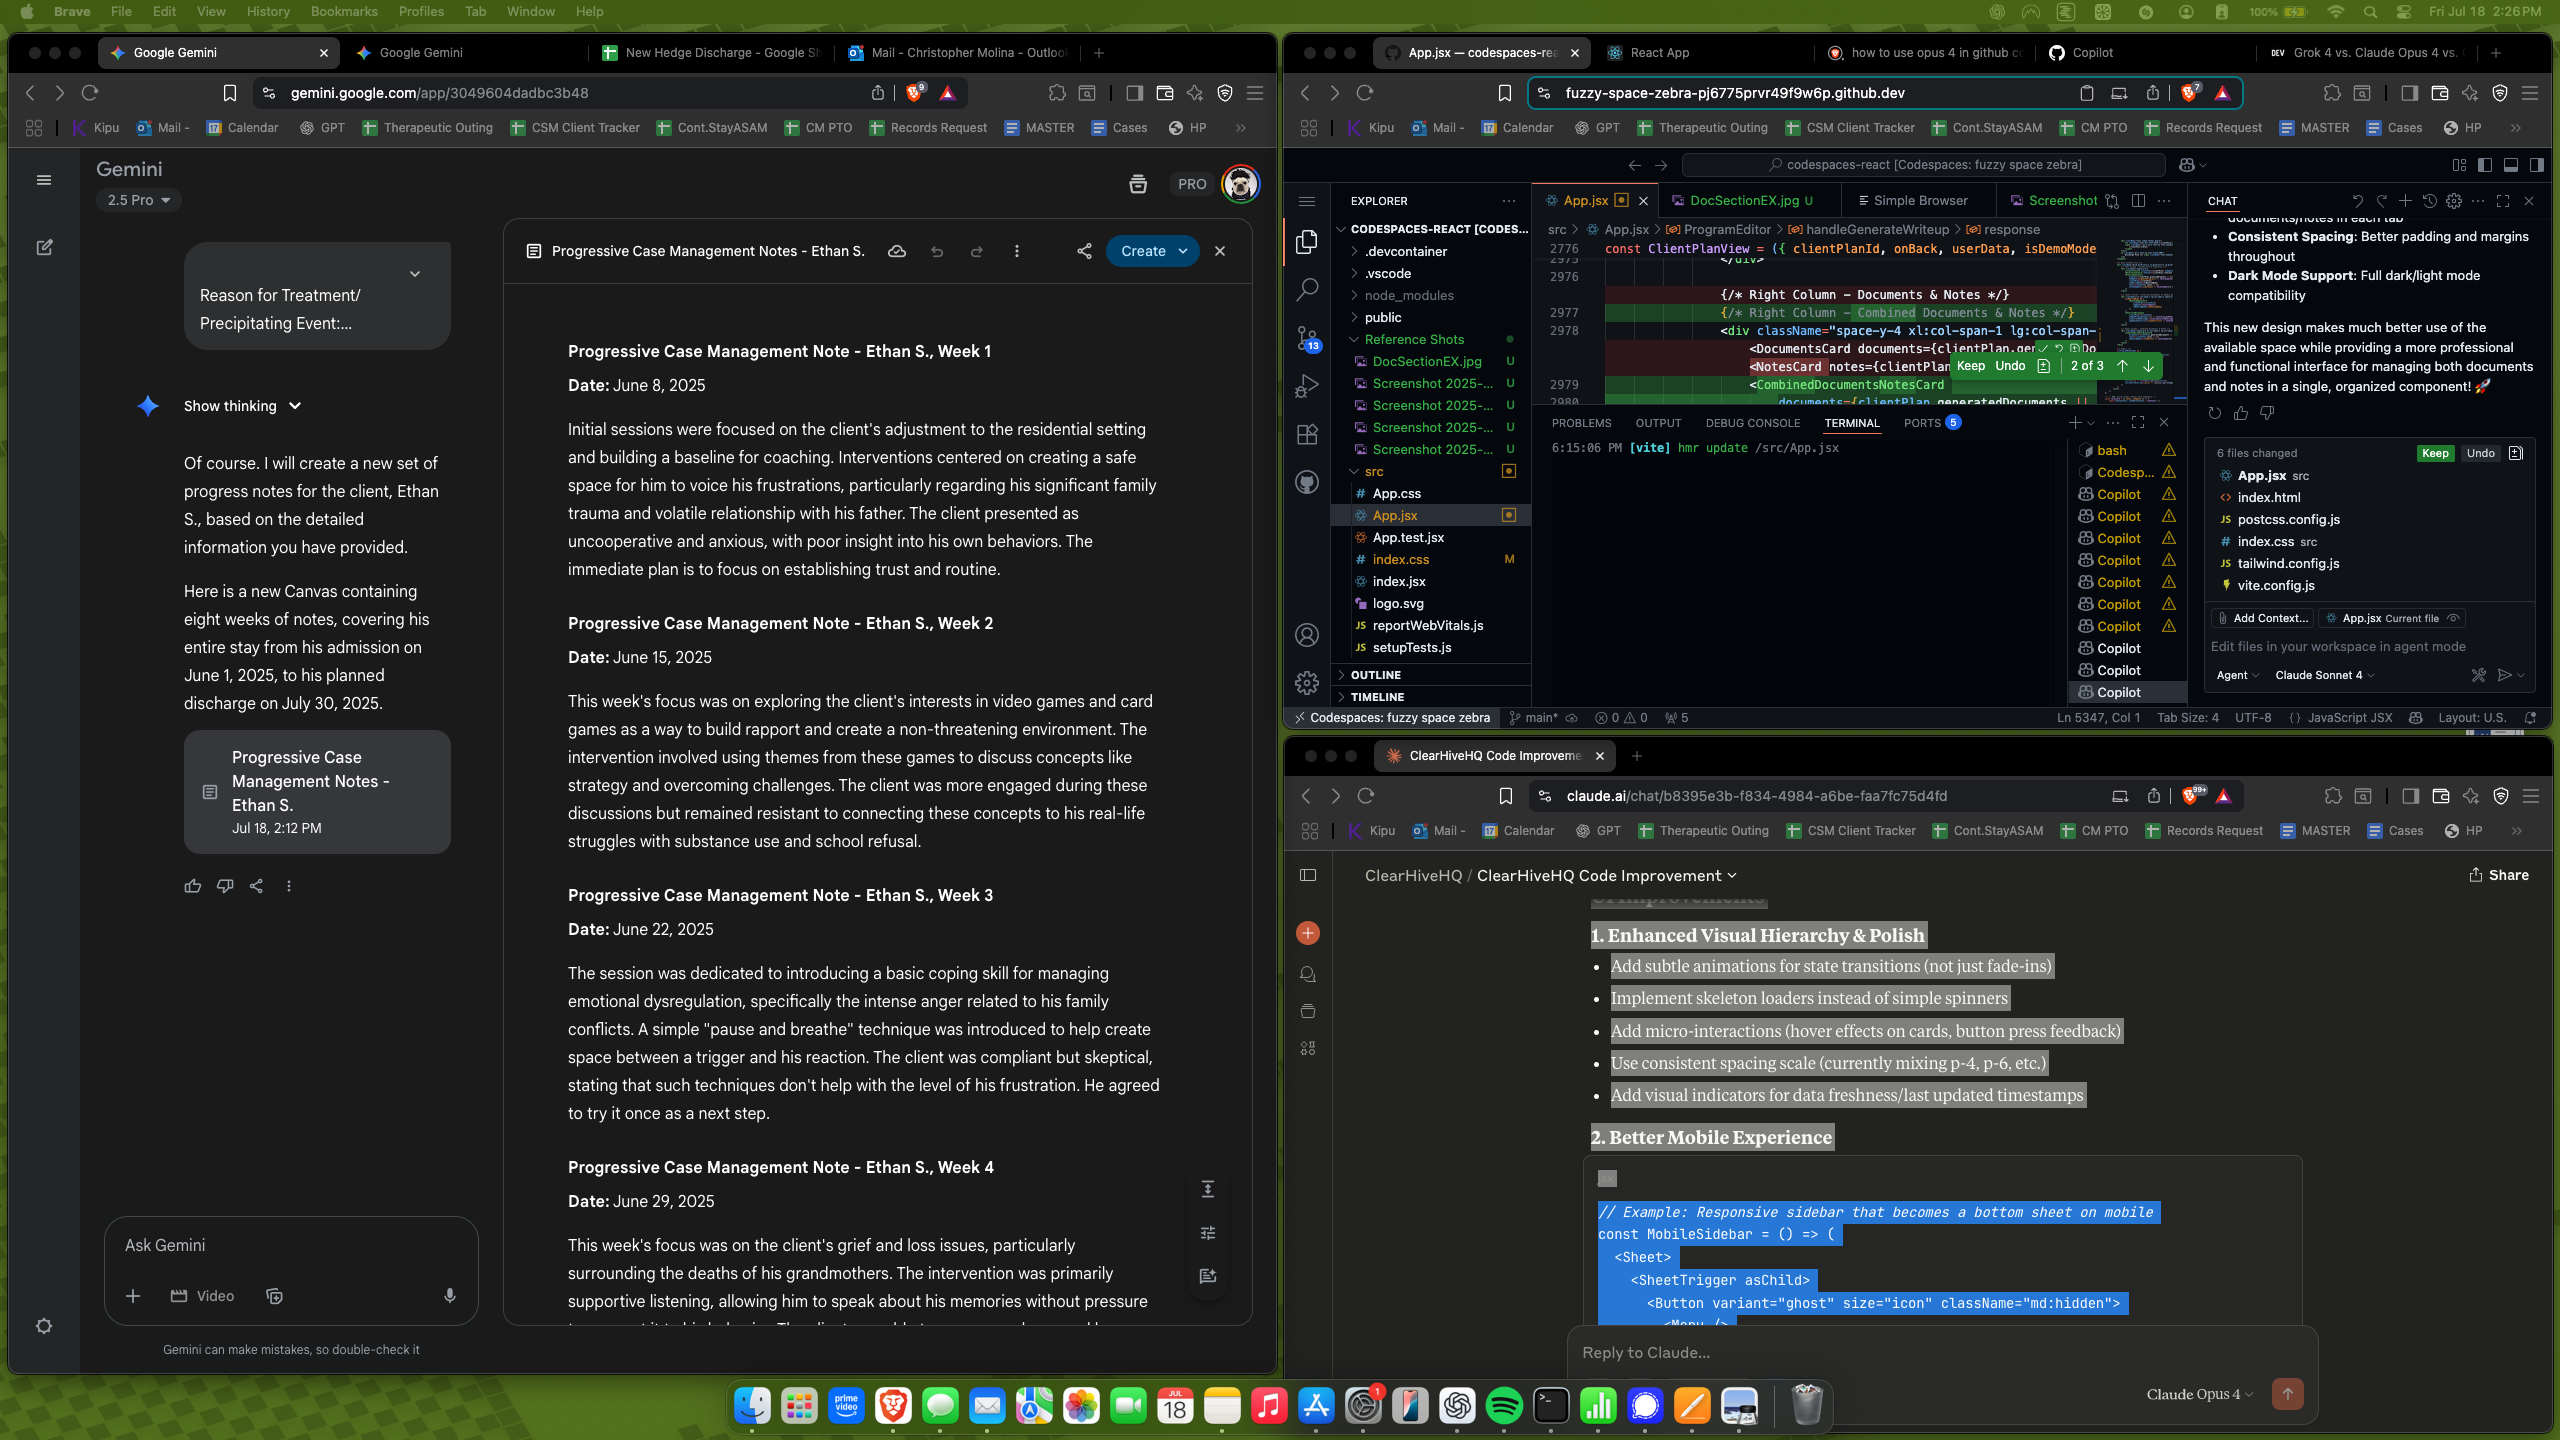 Brave File Edit View History Bookmarks Profiles Tab Window Help
100% Fri Jul 18 2:26 PM
Google Gemini
Google Gemini
New Hedge Discharge - Google Sh
Mail - Christopher Molina - Outlook
gemini.google.com/app/3049604dadbc3b48
9
Kipu Mail - Calendar GPT Therapeutic Outing CSM Client Tracker Cont.StayASAM CM PTO Records Request MASTER Cases HP
Gemini
2.5 Pro
PRO
Reason for Treatment/
Precipitating Event:...
Show thinking
Of course. I will create a new set of
progress notes for the client, Ethan
S., based on the detailed
information you have provided.
Here is a new Canvas containing
eight weeks of notes, covering his
entire stay from his admission on
June 1, 2025, to his planned
discharge on July 30, 2025.
Progressive Case
Management Notes -
Ethan S.
Jul 18, 2:12 PM
Ask Gemini
Video
Gemini can make mistakes, so double-check it
Progressive Case Management Notes - Ethan S.
Create
Progressive Case Management Note - Ethan S., Week 1
Date: June 8, 2025
Initial sessions were focused on the client's adjustment to the residential setting
and building a baseline for coaching. Interventions centered on creating a safe
space for him to voice his frustrations, particularly regarding his significant family
trauma and volatile relationship with his father. The client presented as
uncooperative and anxious, with poor insight into his own behaviors. The
immediate plan is to focus on establishing trust and routine.
Progressive Case Management Note - Ethan S., Week 2
Date: June 15, 2025
This week's focus was on exploring the client's interests in video games and card
games as a way to build rapport and create a non-threatening environment. The
intervention involved using themes from these games to discuss concepts like
strategy and overcoming challenges. The client was more engaged during these
discussions but remained resistant to connecting these concepts to his real-life
struggles with substance use and school refusal.
Progressive Case Management Note - Ethan S., Week 3
Date: June 22, 2025
The session was dedicated to introducing a basic coping skill for managing
emotional dysregulation, specifically the intense anger related to his family
conflicts. A simple "pause and breathe" technique was introduced to help create
space between a trigger and his reaction. The client was compliant but skeptical,
stating that such techniques don't help with the level of his frustration. He agreed
to try it once as a next step.
Progressive Case Management Note - Ethan S., Week 4
Date: June 29, 2025
This week's focus was on the client's grief and loss issues, particularly
surrounding the deaths of his grandmothers. The intervention was primarily
supportive listening, allowing him to speak about his memories without pressure
App.jsx — codespaces-rea
React App
how to use opus 4 in github co
Copilot
DEV Grok 4 vs. Claude Opus 4 vs.
fuzzy-space-zebra-pj6775prvr49f9w6p.github.dev
7
Kipu Mail - Calendar GPT Therapeutic Outing CSM Client Tracker Cont.StayASAM CM PTO Records Request MASTER Cases HP
codespaces-react [Codespaces: fuzzy space zebra]
EXPLORER
CODESPACES-REACT [CODES...
.devcontainer
.vscode
node_modules
public
Reference Shots
DocSectionEX.jpg U
Screenshot 2025-... U
Screenshot 2025-... U
Screenshot 2025-... U
Screenshot 2025-... U
src
App.css
App.jsx
App.test.jsx
index.css M
index.jsx
logo.svg
JS reportWebVitals.js
JS setupTests.js
OUTLINE
TIMELINE
13
App.jsx DocSectionEX.jpg U Simple Browser Screenshot
src App.jsx ProgramEditor handleGenerateWriteup response
2776 const ClientPlanView = ({ clientPlanId, onBack, userData, isDemoMode
2975 </div>
2976
{/* Right Column - Documents & Notes */}
2977 {/* Right Column - Combined Documents & Notes */}
2978 <div className="space-y-4 xl:col-span-1 lg:col-span-
<DocumentsCard documents={clientPlan.gen Do
<NotesCard notes={clientPlan
2979 <CombinedDocumentsNotesCard
2980 documents={clientPlan.generatedDocuments ||
Keep Undo 2 of 3
PROBLEMS OUTPUT DEBUG CONSOLE TERMINAL PORTS 5
6:15:06 PM [vite] hmr update /src/App.jsx
bash
Codesp...
Copilot
Copilot
Copilot
Copilot
Copilot
Copilot
Copilot
Copilot
Copilot
Copilot
CHAT
documents/notes in each tab
Consistent Spacing: Better padding and margins
throughout
Dark Mode Support: Full dark/light mode
compatibility
This new design makes much better use of the
available space while providing a more professional
and functional interface for managing both documents
and notes in a single, organized component! 🚀
6 files changed Keep Undo
App.jsx src
index.html
JS postcss.config.js
# index.css src
JS tailwind.config.js
vite.config.js
Add Context... App.jsx Current file
Edit files in your workspace in agent mode
Agent Claude Sonnet 4
Codespaces: fuzzy space zebra main* 0 0 5 Ln 5347, Col 1 Tab Size: 4 UTF-8 {} JavaScript JSX Layout: U.S.
ClearHiveHQ Code Improveme
claude.ai/chat/b8395e3b-f834-4984-a6be-faa7fc75d4fd
99+
Kipu Mail - Calendar GPT Therapeutic Outing CSM Client Tracker Cont.StayASAM CM PTO Records Request MASTER Cases HP
ClearHiveHQ / ClearHiveHQ Code Improvement
Share
UI Improvements
1. Enhanced Visual Hierarchy & Polish
Add subtle animations for state transitions (not just fade-ins)
Implement skeleton loaders instead of simple spinners
Add micro-interactions (hover effects on cards, button press feedback)
Use consistent spacing scale (currently mixing p-4, p-6, etc.)
Add visual indicators for data freshness/last updated timestamps
2. Better Mobile Experience
// Example: Responsive sidebar that becomes a bottom sheet on mobile
const MobileSidebar = () => (
<Sheet>
<SheetTrigger asChild>
<Button variant="ghost" size="icon" className="md:hidden">
<Menu />
Reply to Claude...
Claude Opus 4
prime video
JUL
18
1